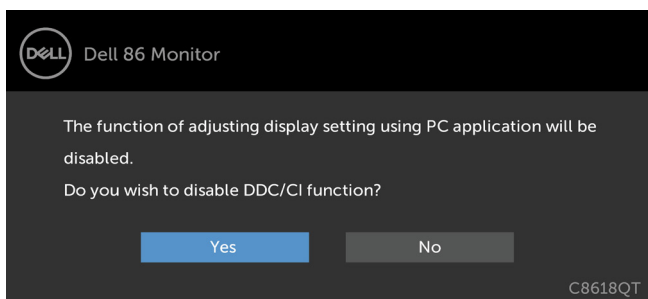 DELL
Dell 86 Monitor
The function of adjusting display setting using PC application will be
disabled.
Do you wish to disable DDC/CI function?
Yes
No
C8618QT